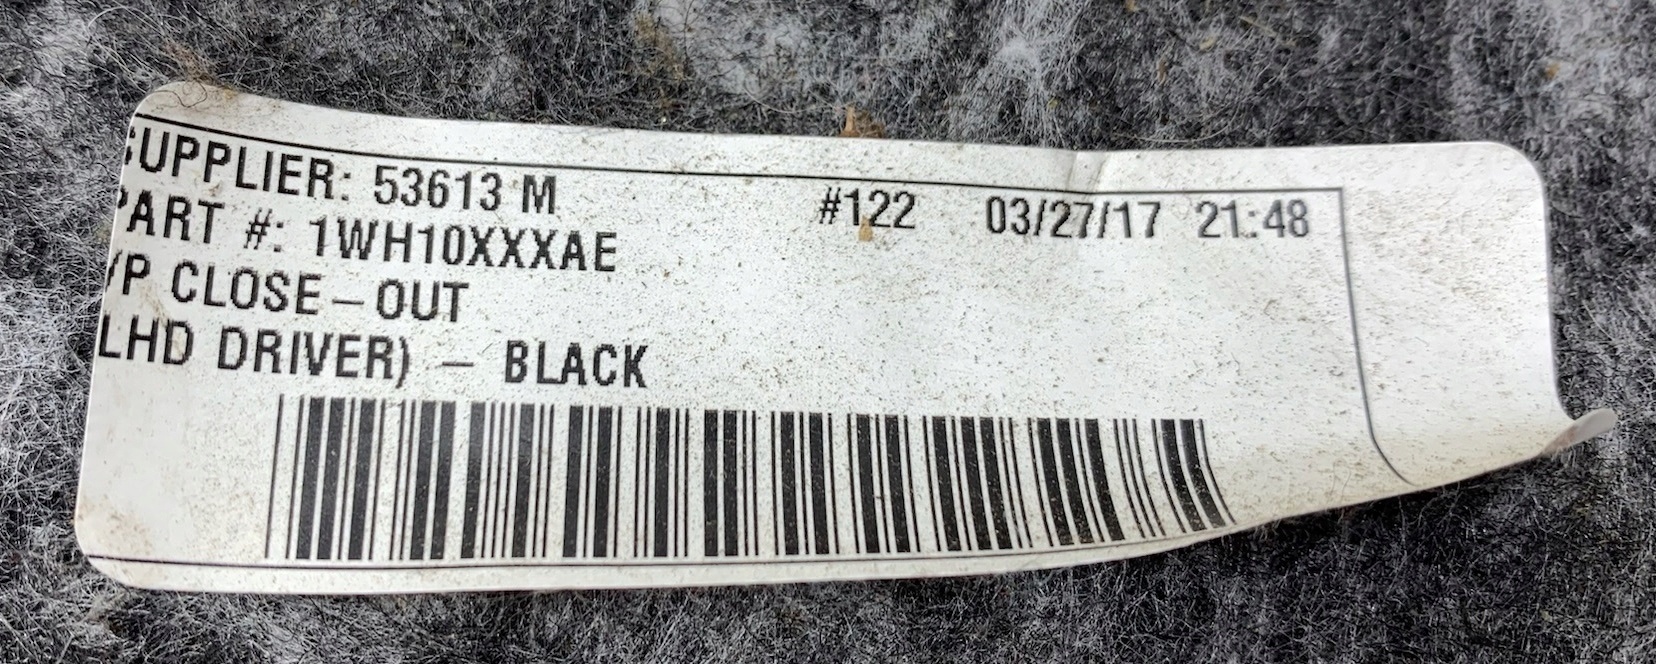 SUPPLIER: 53613 M #122 03/27/17 21:48
PART #: 1WH10XXXAE
/P CLOSE-OUT
LHD DRIVER) - BLACK